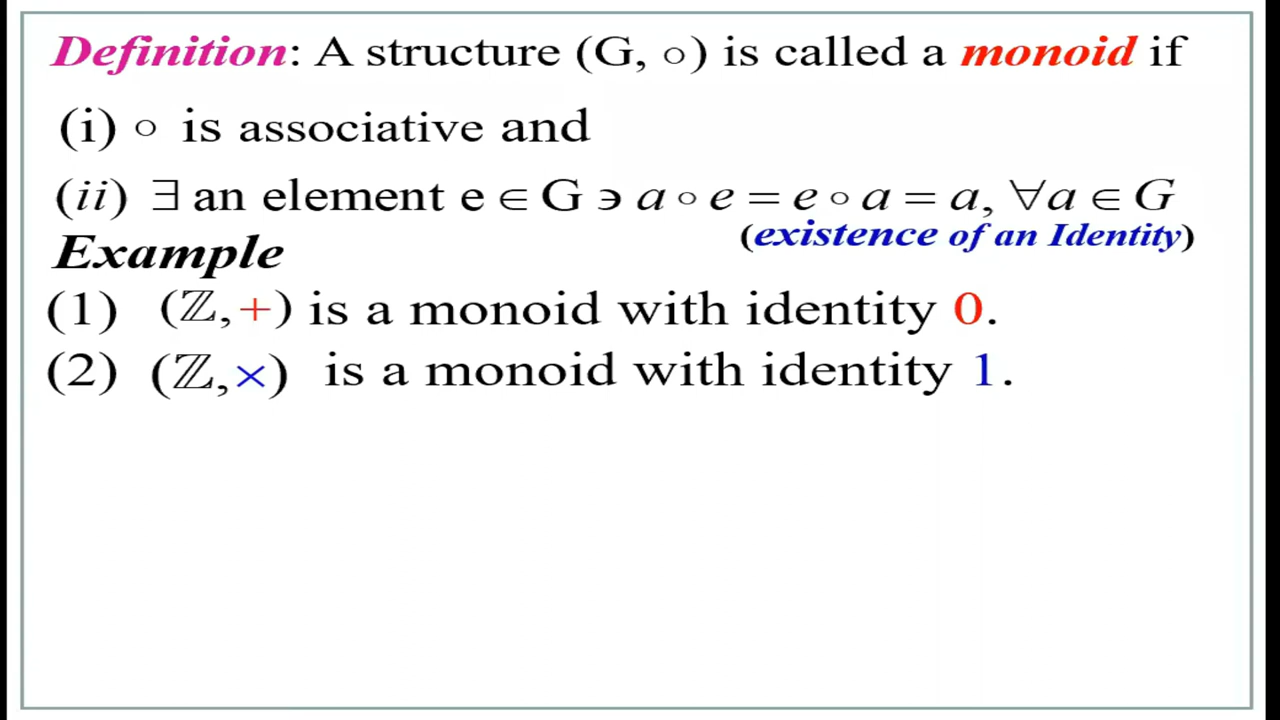 Definition: A structure (G, ∘) is called a monoid if
(i) ∘ is associative and
(ii) ∃ an element e ∈ G ∍ a ∘ e = e ∘ a = a, ∀a ∈ G
(existence of an Identity)
Example
(1) (ℤ, +) is a monoid with identity 0.
(2) (ℤ, ×) is a monoid with identity 1.